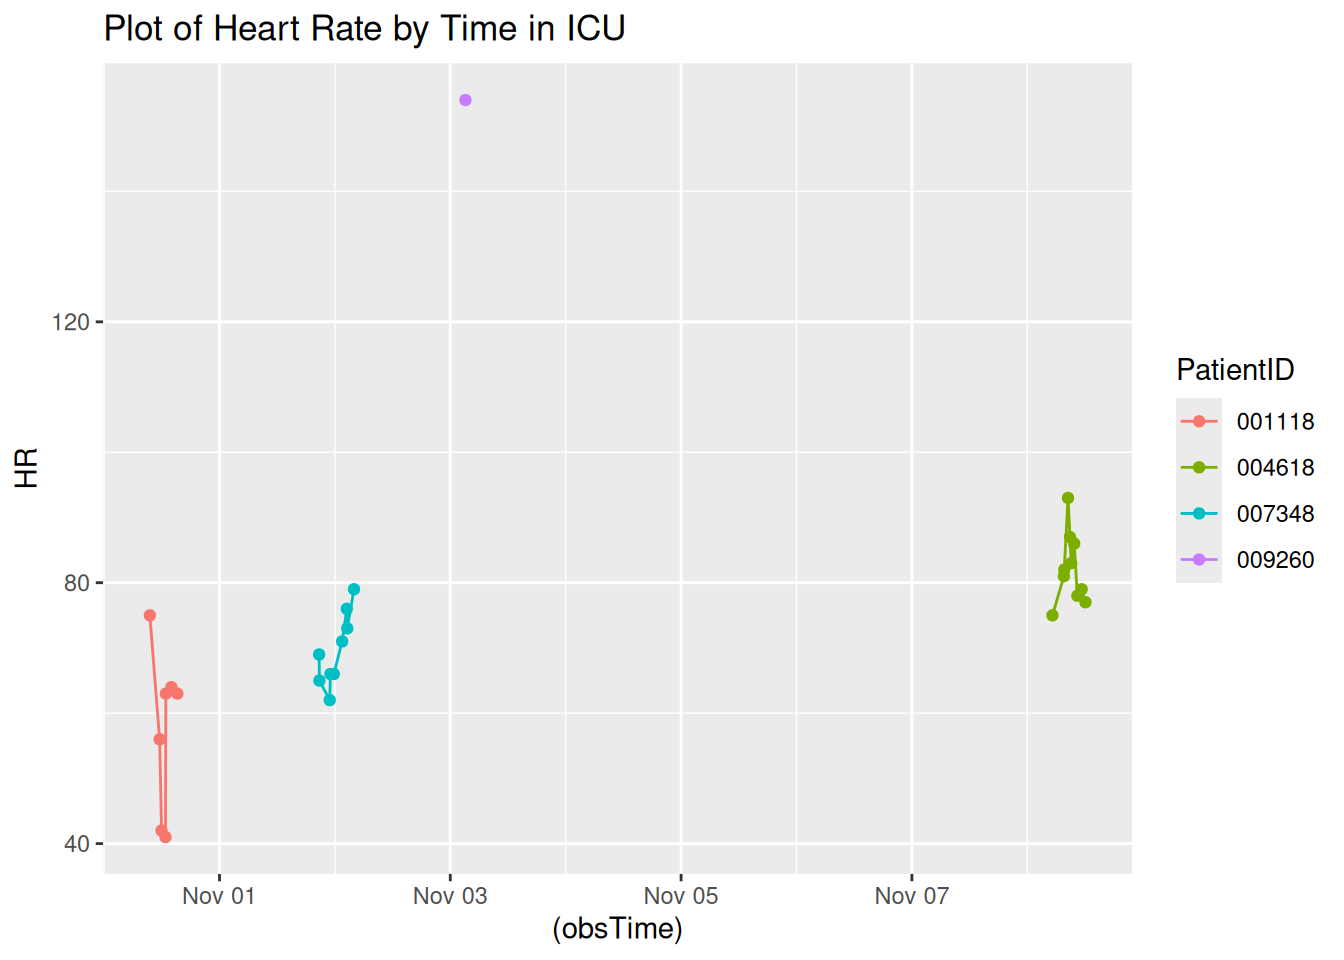 Plot of Heart Rate by Time in ICU
120
80
40
HR
Nov 01 Nov 03 Nov 05 Nov 07
(obsTime)
PatientID
001118
004618
007348
009260